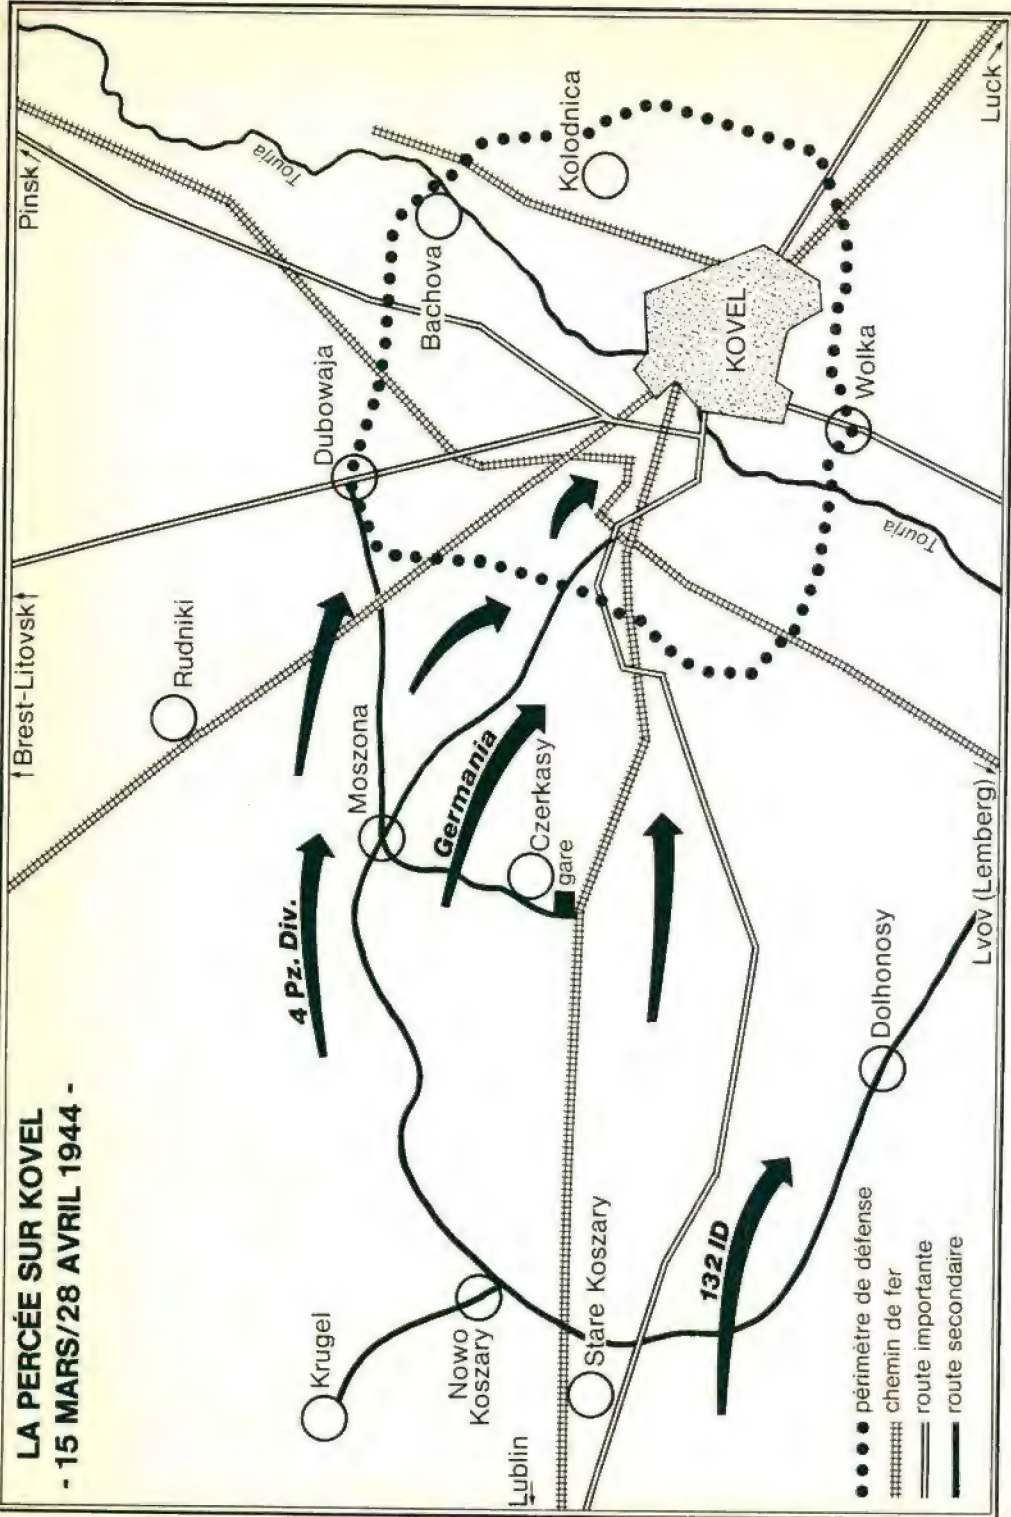 LA PERCÉE SUR KOVEL
- 15 MARS/28 AVRIL 1944 -
↑Brest-Litovsk↑
Pinsk
Rudniki
Dubowaja
Tourja
Krugel
4 Pz. Div.
Moszona
Bachova
Kolodnica
Nowo
Koszary
Germania
Czerkasy
gare
Lublin
Stare Koszary
KOVEL
132 ID
Wolka
Dolhonosy
Tourja
Lvov (Lemberg)
Luck
périmètre de défense
chemin de fer
route importante
route secondaire